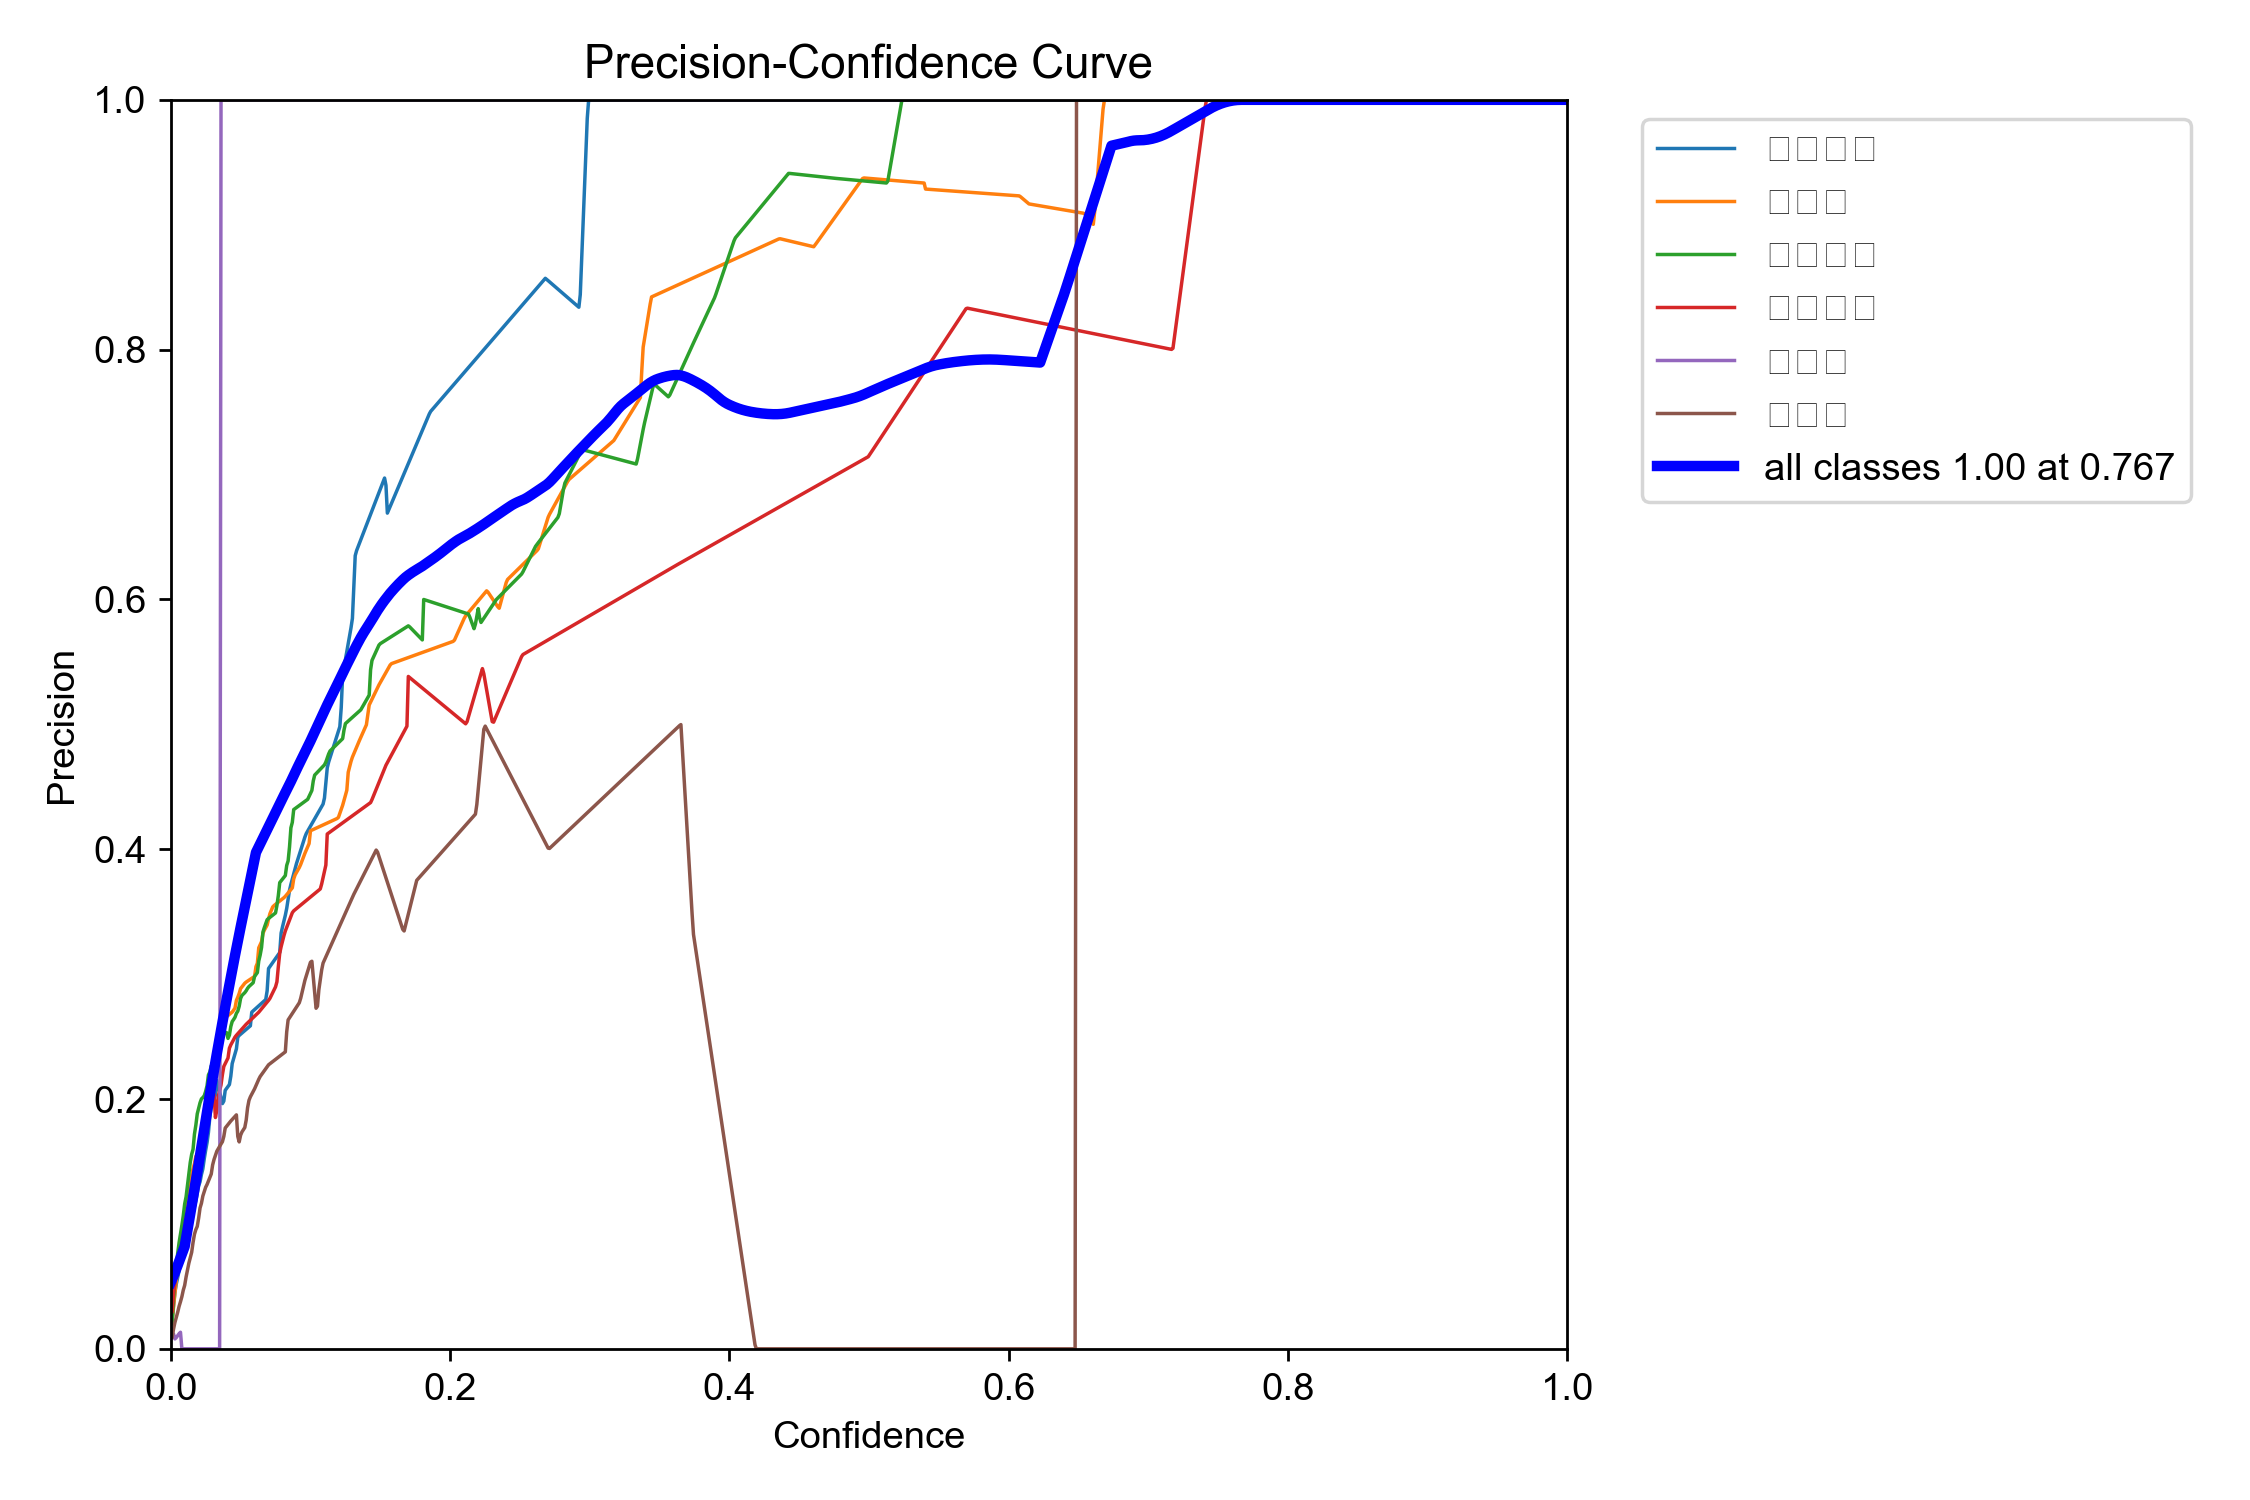 Precision-Confidence Curve
1.0
0.8
0.6
0.4
0.2
0.0
Precision
0.0 0.2 0.4 0.6 0.8 1.0
Confidence
□□□□
□□□
□□□□
□□□□
□□□
□□□
all classes 1.00 at 0.767